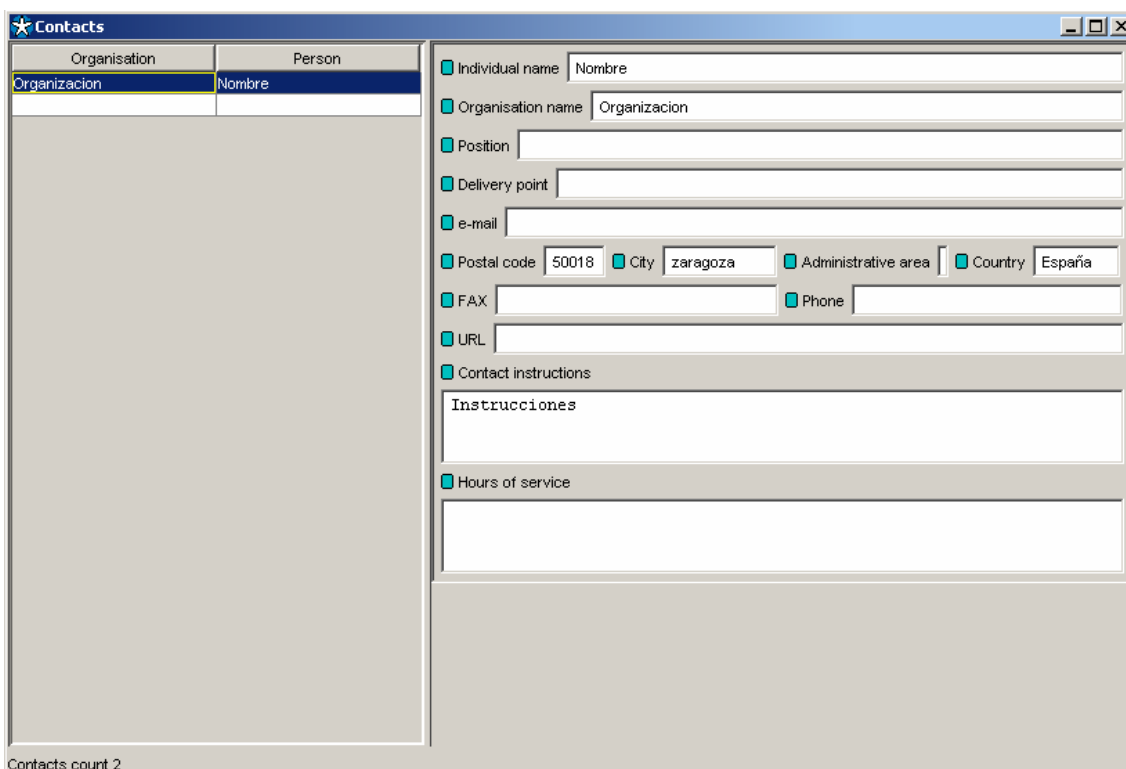 Contacts
Organisation Person
Organizacion Nombre
Individual name Nombre
Organisation name Organizacion
Position
Delivery point
e-mail
Postal code 50018 City zaragoza Administrative area Country España
FAX Phone
URL
Contact instructions
Instrucciones
Hours of service
Contacts count 2